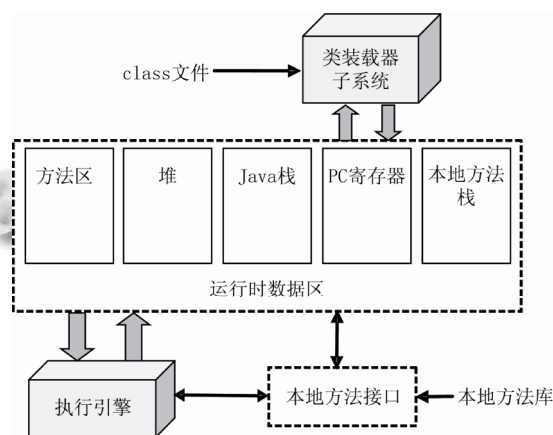 类装载器
子系统
class文件
方法区
堆
Java栈
PC寄存器
本地方法
栈
运行时数据区
执行引擎
本地方法接口
本地方法库